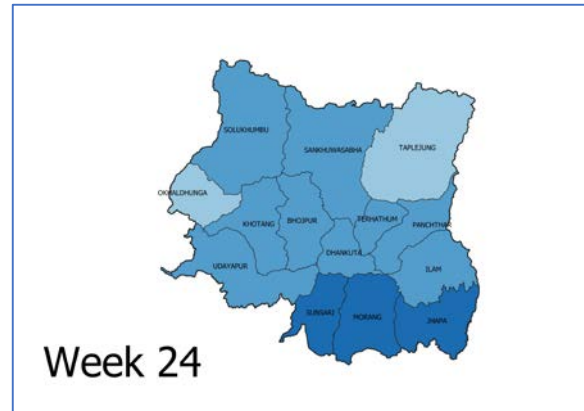 SOLUKHUMBU
SANKHUWASABHA
TAPLEJUNG
OKHALDHUNGA
KHOTANG
BHOJPUR
TERHATHUM
PANCHTHAR
DHANKUTA
UDAYAPUR
ILAM
SUNSARI
MORANG
JHAPA
Week 24